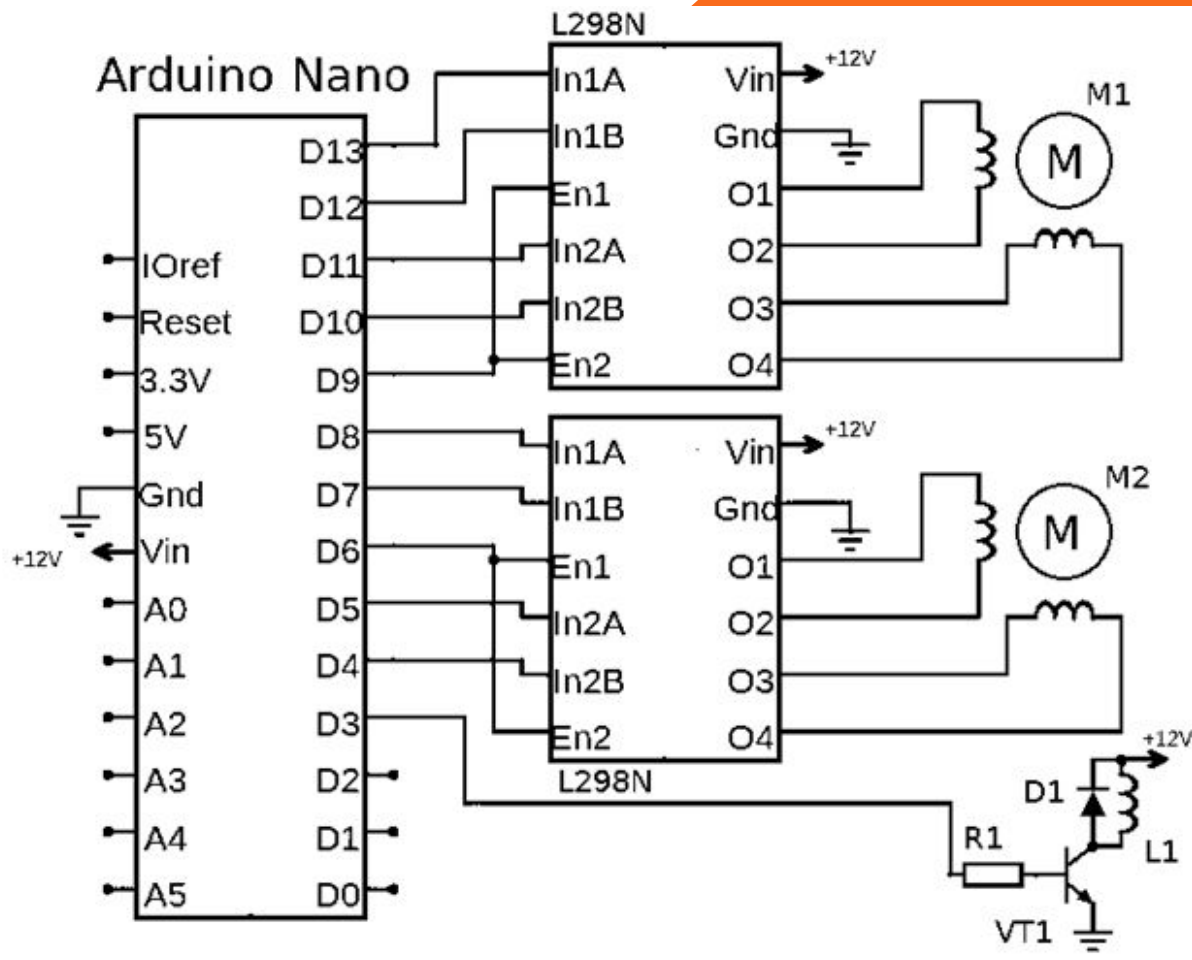 Arduino Nano
D13
D12
IOref
D11
Reset
D10
3.3V
D9
5V
D8
Gnd
D7
Vin
D6
+12V
A0
D5
A1
D4
A2
D3
A3
D2
A4
D1
A5
D0
L298N
In1A
Vin
+12V
In1B
Gnd
En1
O1
In2A
O2
In2B
O3
En2
O4
M1
M
In1A
Vin
+12V
In1B
Gnd
En1
O1
In2A
O2
In2B
O3
En2
O4
L298N
M2
M
+12V
D1
L1
R1
VT1